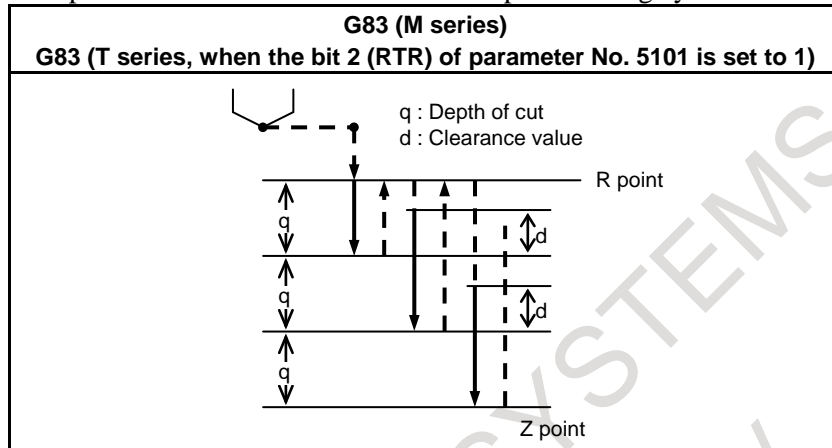 G83 (M series)
G83 (T series, when the bit 2 (RTR) of parameter No. 5101 is set to 1)
q : Depth of cut
d : Clearance value
R point
q
d
q
d
q
Z point